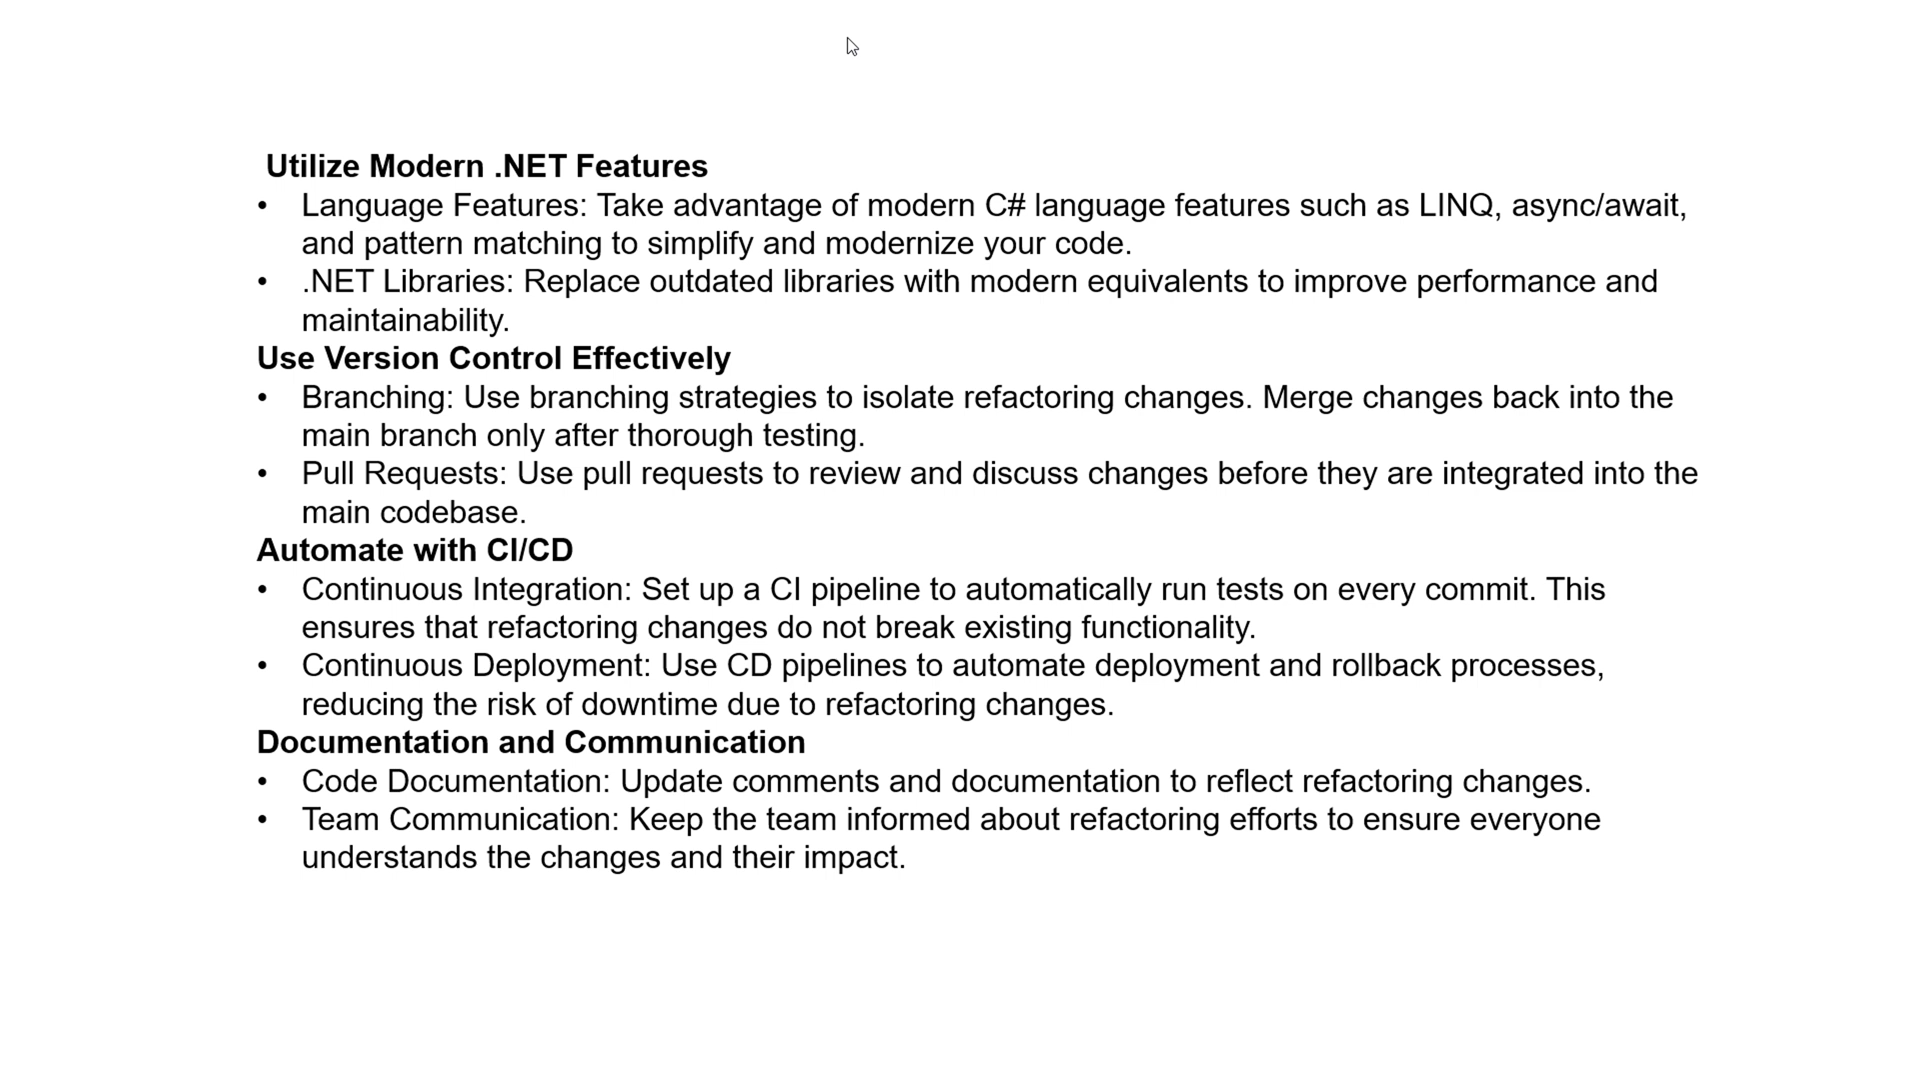 Utilize Modern .NET Features
• Language Features: Take advantage of modern C# language features such as LINQ, async/await,
and pattern matching to simplify and modernize your code.
• .NET Libraries: Replace outdated libraries with modern equivalents to improve performance and
maintainability.
Use Version Control Effectively
• Branching: Use branching strategies to isolate refactoring changes. Merge changes back into the
main branch only after thorough testing.
• Pull Requests: Use pull requests to review and discuss changes before they are integrated into the
main codebase.
Automate with CI/CD
• Continuous Integration: Set up a CI pipeline to automatically run tests on every commit. This
ensures that refactoring changes do not break existing functionality.
• Continuous Deployment: Use CD pipelines to automate deployment and rollback processes,
reducing the risk of downtime due to refactoring changes.
Documentation and Communication
• Code Documentation: Update comments and documentation to reflect refactoring changes.
• Team Communication: Keep the team informed about refactoring efforts to ensure everyone
understands the changes and their impact.